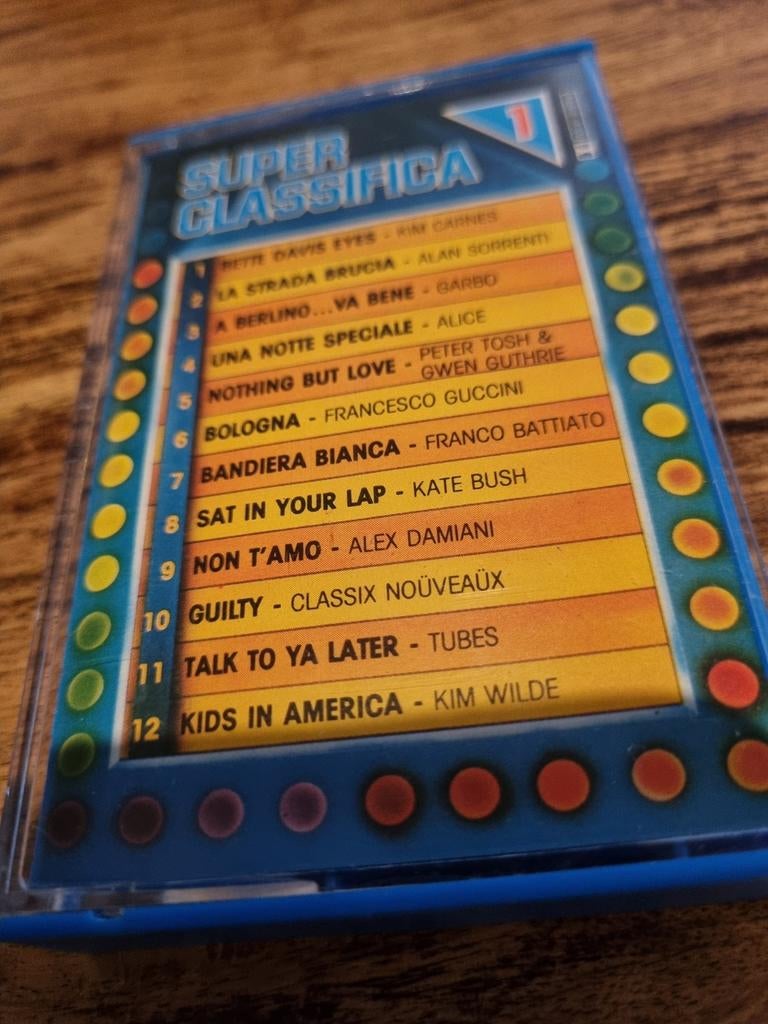 SUPER
CLASSIFICA
1
1 BETTE DAVIS EYES - KIM CARNES
2 LA STRADA BRUCIA - ALAN SORRENTI
3 A BERLINO...VA BENE - GARBO
4 UNA NOTTE SPECIALE - ALICE
5 NOTHING BUT LOVE - PETER TOSH &
GWEN GUTHRIE
6 BOLOGNA - FRANCESCO GUCCINI
7 BANDIERA BIANCA - FRANCO BATTIATO
8 SAT IN YOUR LAP - KATE BUSH
9 NON T'AMO - ALEX DAMIANI
10 GUILTY - CLASSIX NOÜVEAÜX
11 TALK TO YA LATER - TUBES
12 KIDS IN AMERICA - KIM WILDE